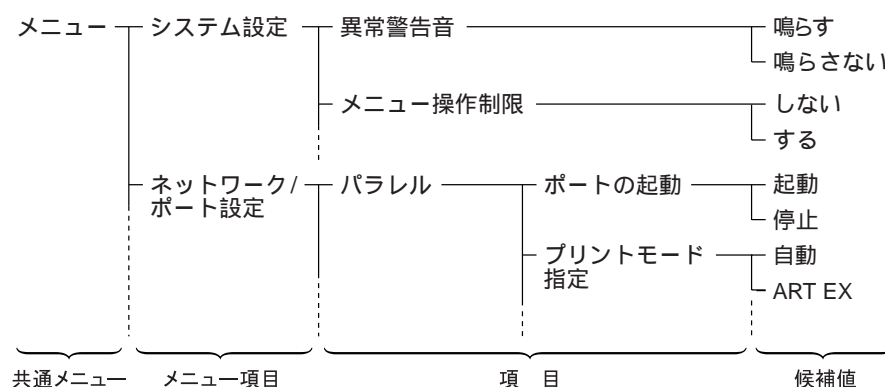 メニュー システム設定 異常警告音 鳴らす
鳴らさない
メニュー操作制限 しない
する
ネットワーク/ パラレル ポートの起動 起動
ポート設定
停止
プリントモード 自動
指定
ART EX
共通メニュー メニュー項目 項 目 候補値